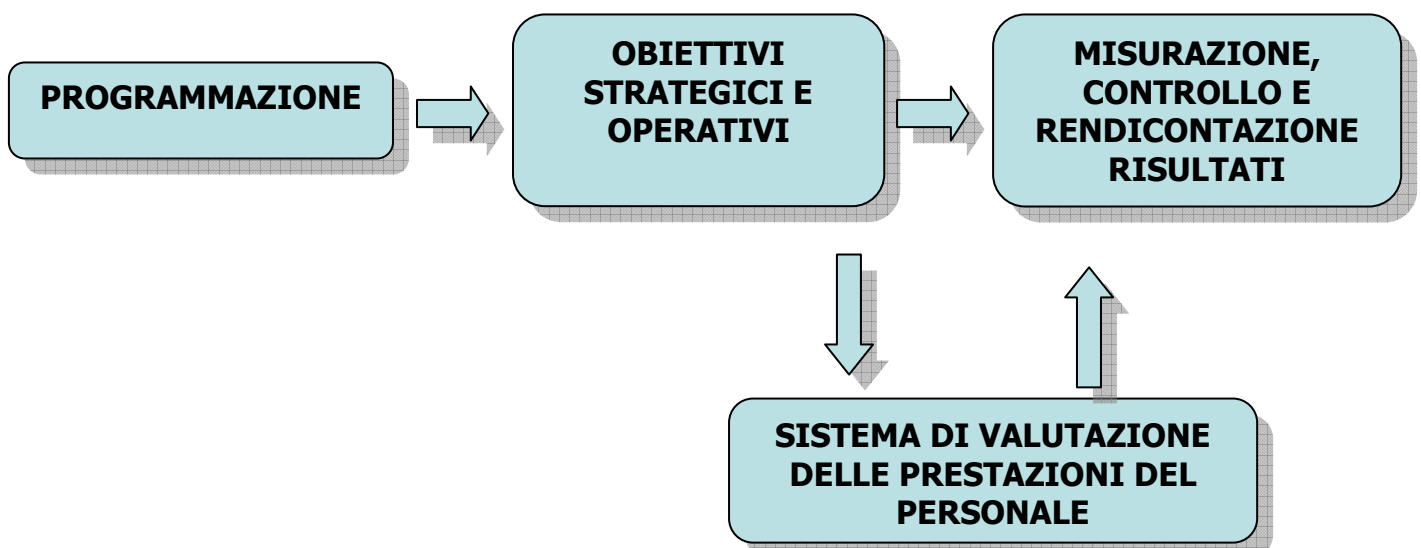 PROGRAMMAZIONE
OBIETTIVI
STRATEGICI E
OPERATIVI
MISURAZIONE,
CONTROLLO E
RENDICONTAZIONE
RISULTATI
SISTEMA DI VALUTAZIONE
DELLE PRESTAZIONI DEL
PERSONALE